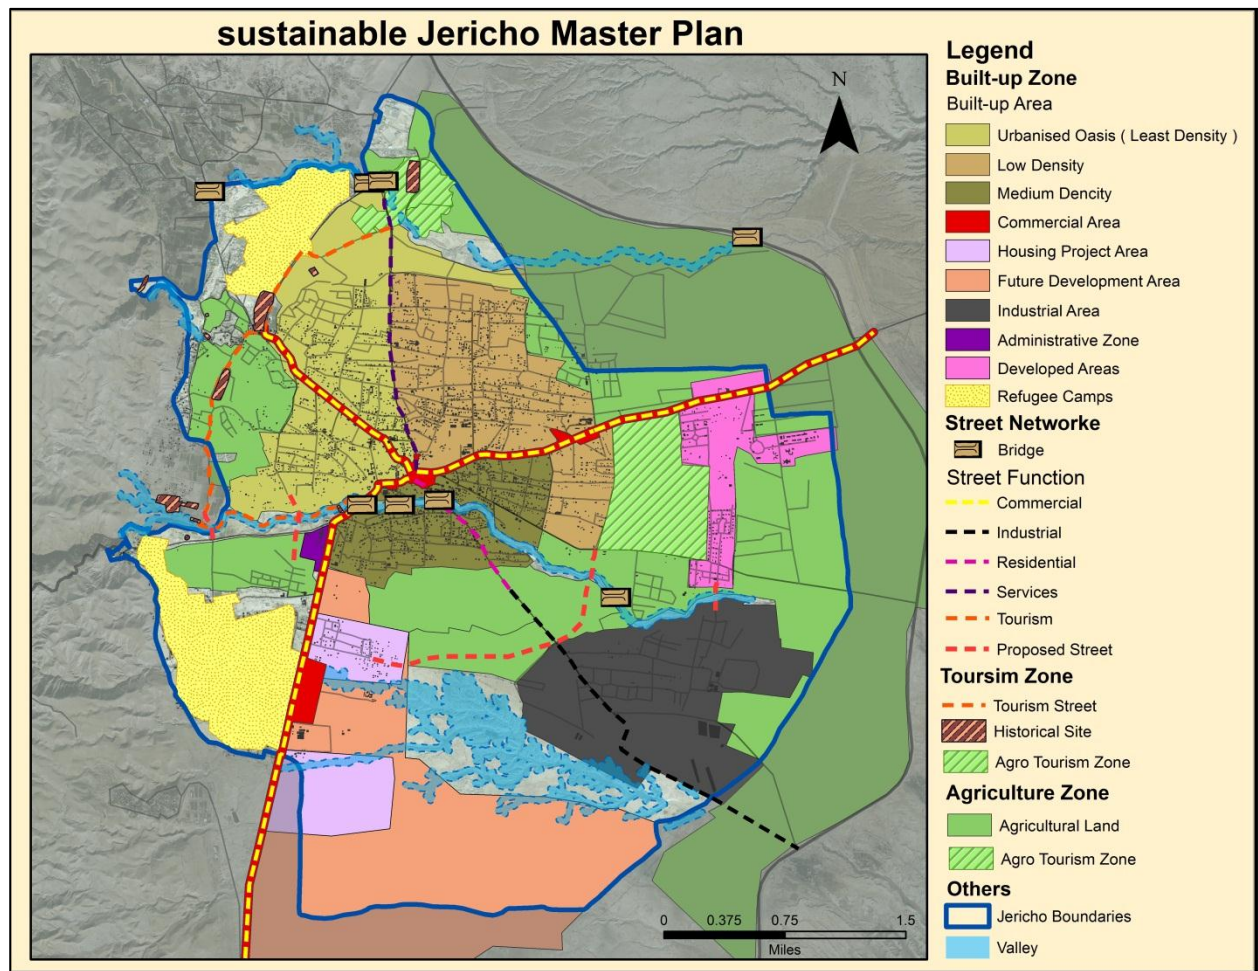 sustainable Jericho Master Plan
N
0 0.375 0.75 1.5
Miles
Legend
Built-up Zone
Built-up Area
Urbanised Oasis ( Least Density )
Low Density
Medium Dencity
Commercial Area
Housing Project Area
Future Development Area
Industrial Area
Administrative Zone
Developed Areas
Refugee Camps
Street Networke
Bridge
Street Function
Commercial
Industrial
Residential
Services
Tourism
Proposed Street
Toursim Zone
Tourism Street
Historical Site
Agro Tourism Zone
Agriculture Zone
Agricultural Land
Agro Tourism Zone
Others
Jericho Boundaries
Valley